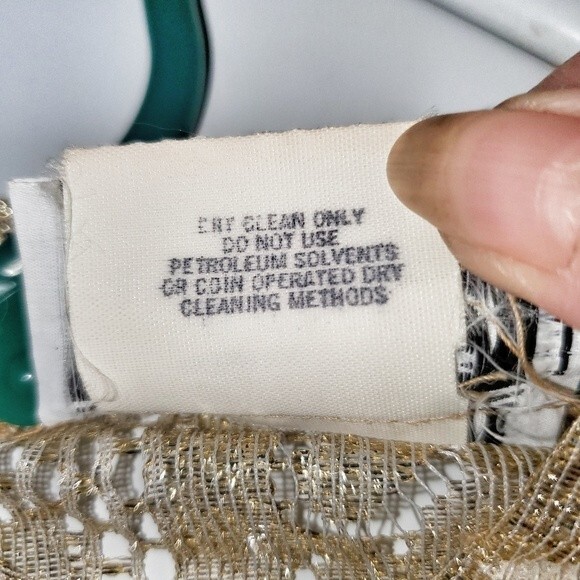 DRY CLEAN ONLY
DO NOT USE
PETROLEUM SOLVENTS
OR COIN OPERATED DRY
CLEANING METHODS